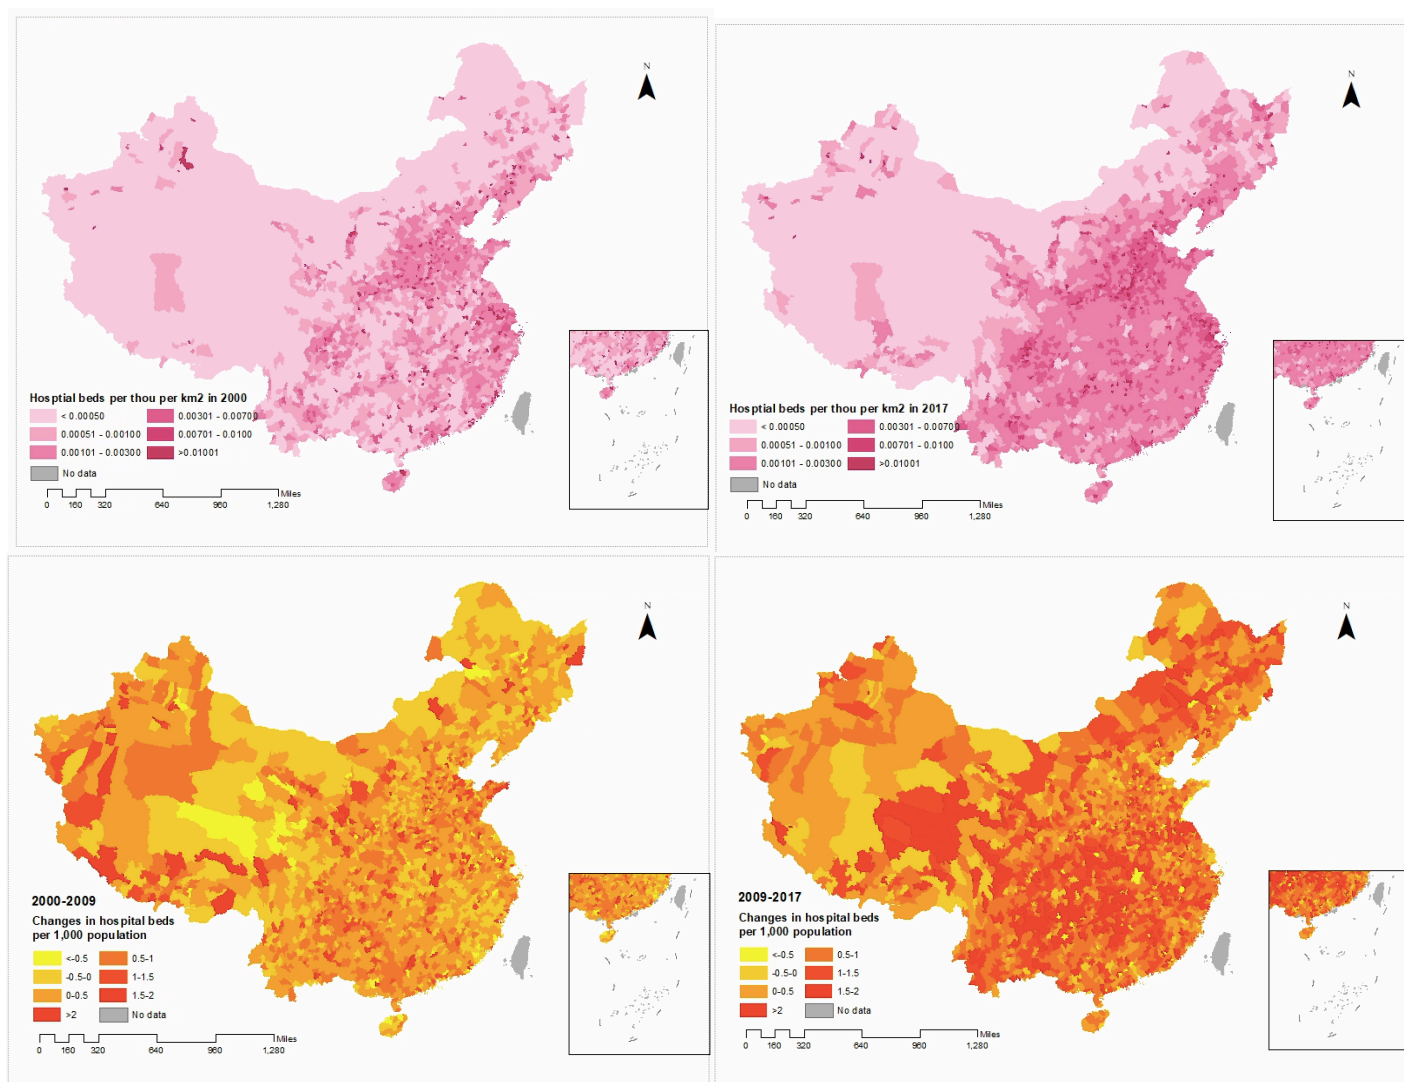 N
Hosptial beds per thou per km2 in 2000
< 0.00050
0.00301 - 0.00700
0.00051 - 0.00100
0.00701 - 0.0100
0.00101 - 0.00300
>0.01001
No data
Miles
0 160 320 640 960 1,280
N
Hosptial beds per thou per km2 in 2017
< 0.00050
0.00301 - 0.00700
0.00051 - 0.00100
0.00701 - 0.0100
0.00101 - 0.00300
>0.01001
No data
Miles
0 160 320 640 960 1,280
N
2000-2009
Changes in hospital beds
per 1,000 population
<-0.5
0.5-1
-0.5-0
1-1.5
0-0.5
1.5-2
>2
No data
Miles
0 160 320 640 960 1,280
N
2009-2017
Changes in hospital beds
per 1,000 population
<-0.5
0.5-1
-0.5-0
1-1.5
0-0.5
1.5-2
>2
No data
Miles
0 160 320 640 960 1,280